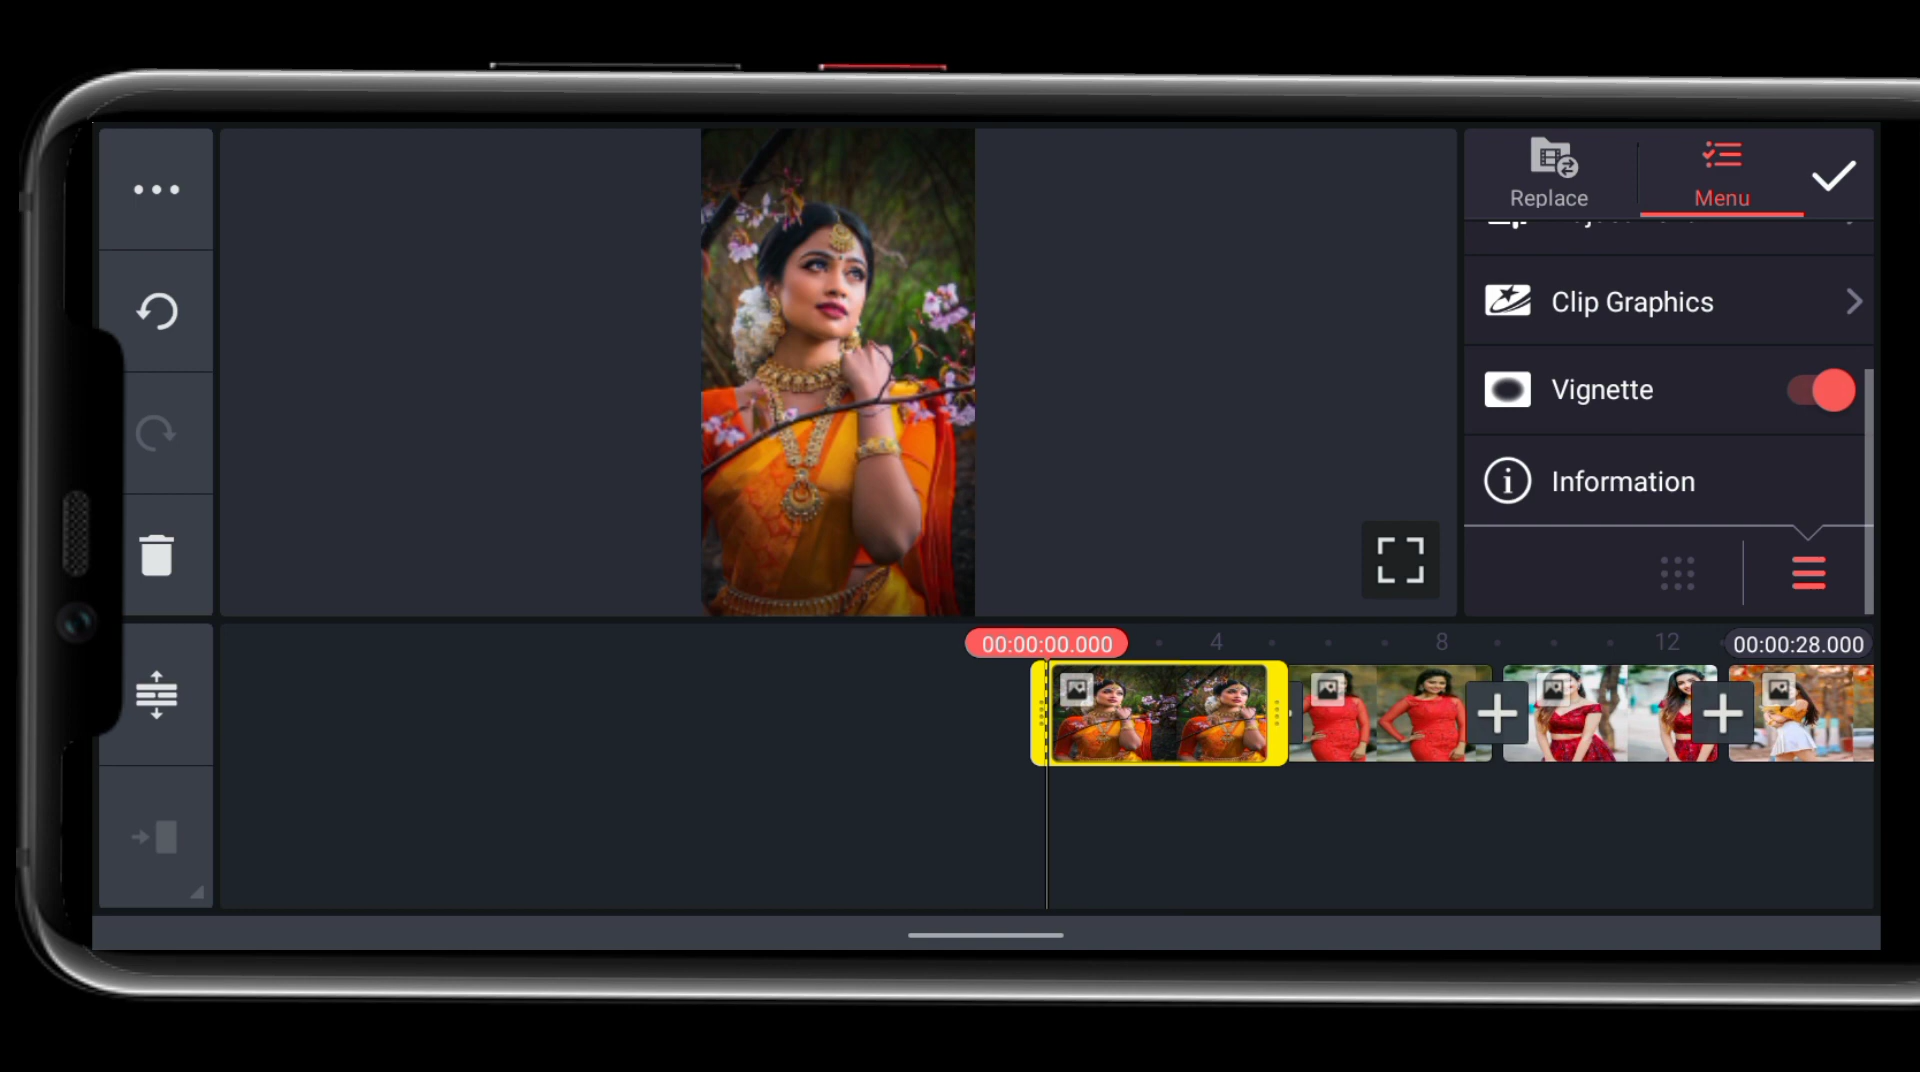 Replace
Menu
Clip Graphics
Vignette
Information
00:00:00.000
4
8
12
00:00:28.000